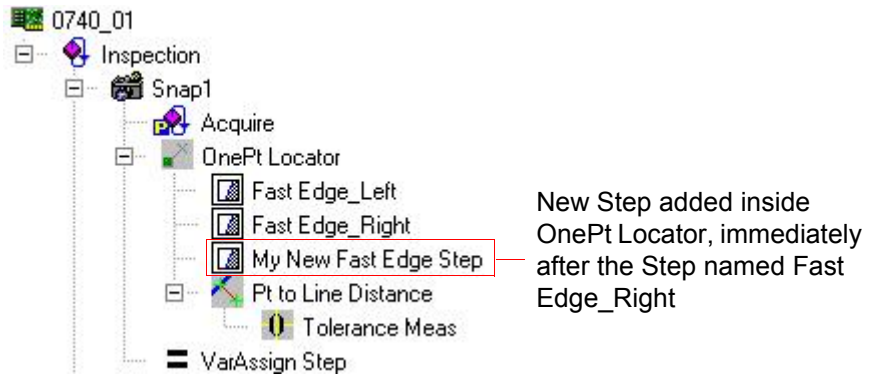 0740_01
Inspection
Snap1
Acquire
OnePt Locator
Fast Edge_Left
Fast Edge_Right
My New Fast Edge Step
Pt to Line Distance
Tolerance Meas
VarAssign Step
New Step added inside
OnePt Locator, immediately
after the Step named Fast
Edge_Right